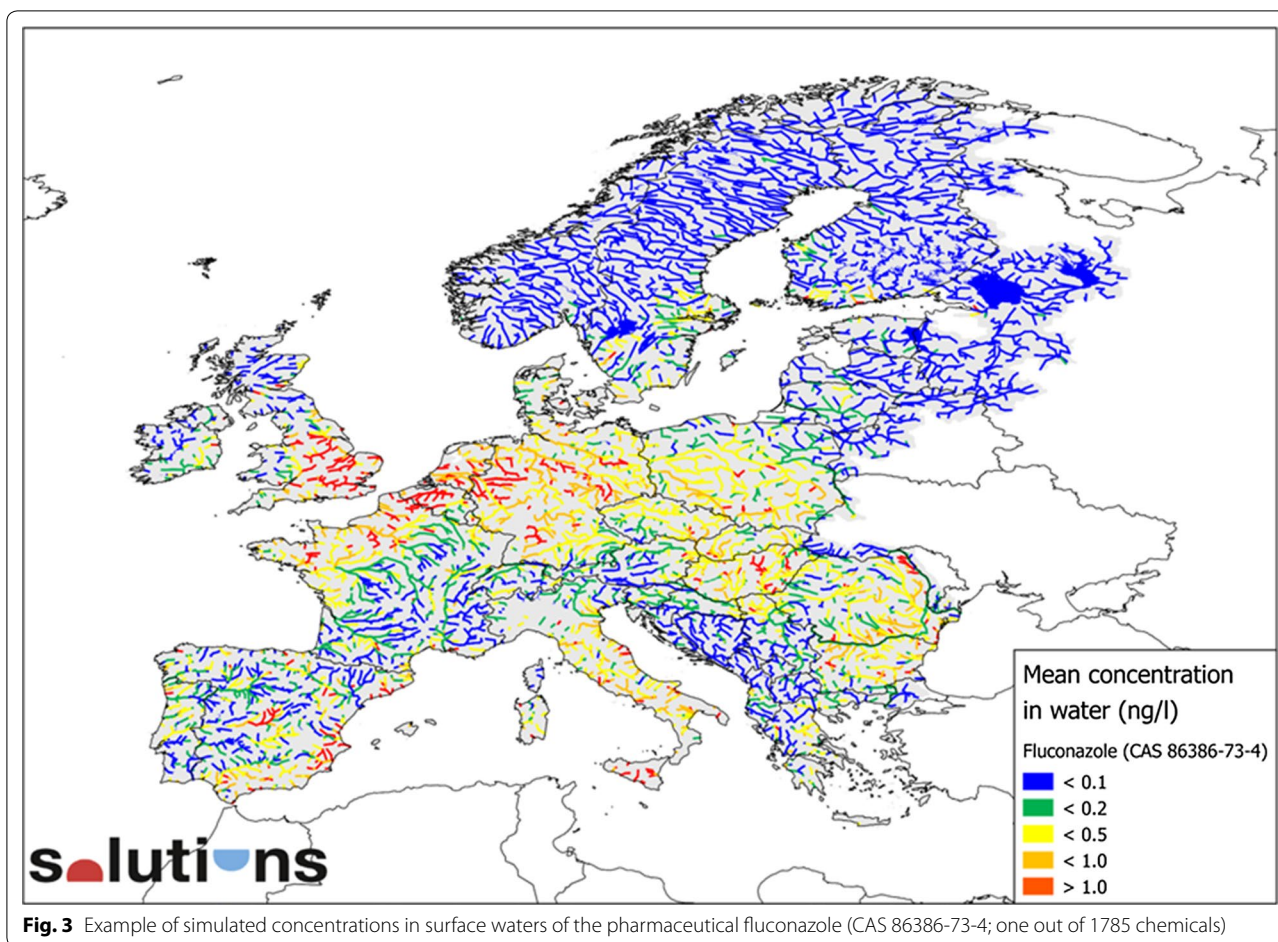 Mean concentration
in water (ng/l)
Fluconazole (CAS 86386-73-4)
< 0.1
< 0.2
< 0.5
< 1.0
> 1.0
solutions
Fig. 3 Example of simulated concentrations in surface waters of the pharmaceutical fluconazole (CAS 86386-73-4; one out of 1785 chemicals)